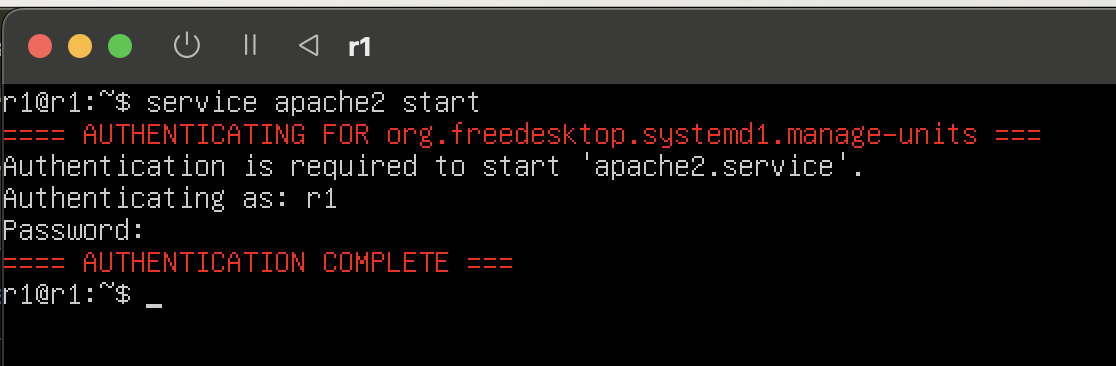 r1
r1@r1:~$ service apache2 start
==== AUTHENTICATING FOR org.freedesktop.systemd1.manage-units ===
Authentication is required to start 'apache2.service'.
Authenticating as: r1
Password:
==== AUTHENTICATION COMPLETE ===
r1@r1:~$ _